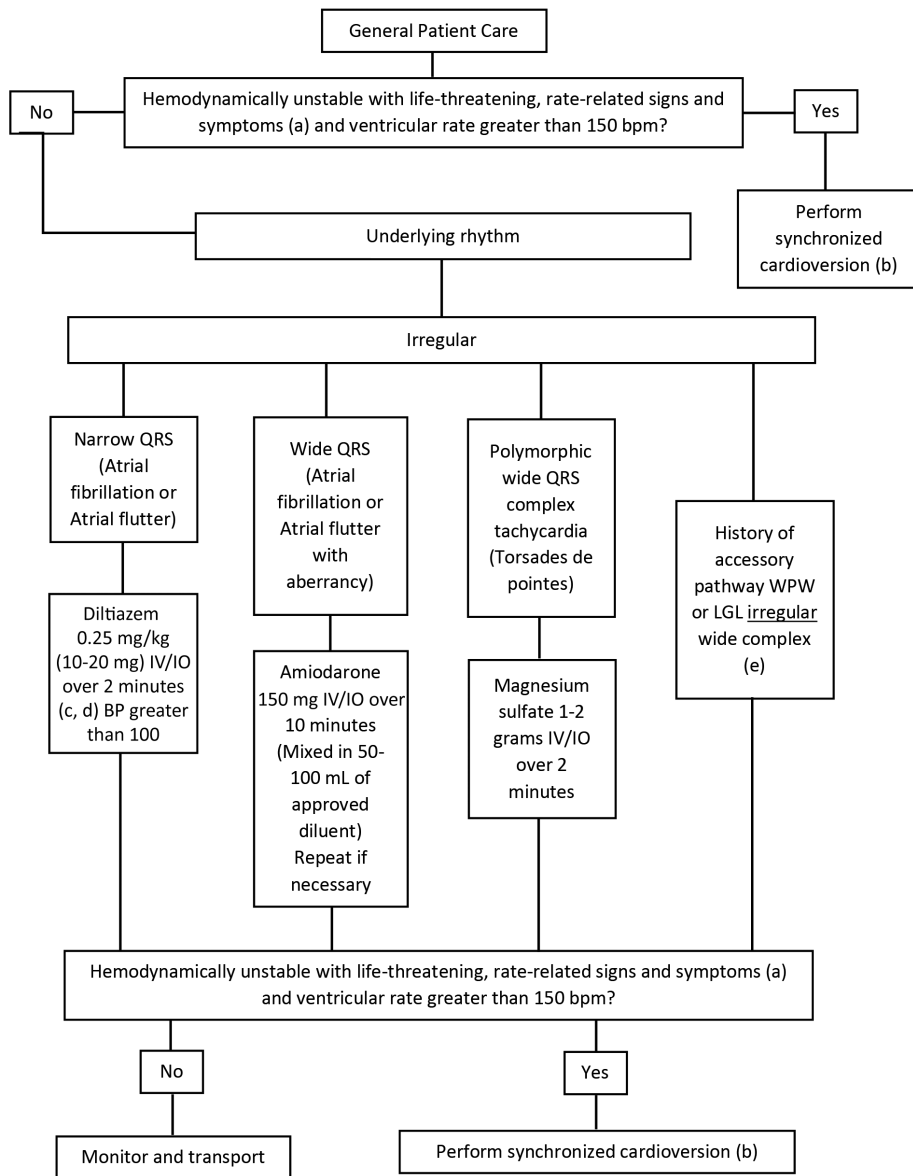 General Patient Care
Hemodynamically unstable with life-threatening, rate-related signs and
symptoms (a) and ventricular rate greater than 150 bpm?
No
Yes
Perform
synchronized
cardioversion (b)
Underlying rhythm
Irregular
Narrow QRS
(Atrial
fibrillation or
Atrial flutter)
Diltiazem
0.25 mg/kg
(10-20 mg) IV/IO
over 2 minutes
(c, d) BP greater
than 100
Wide QRS
(Atrial
fibrillation or
Atrial flutter
with
aberrancy)
Amiodarone
150 mg IV/IO over
10 minutes
(Mixed in 50-
100 mL of
approved
diluent)
Repeat if
necessary
Polymorphic
wide QRS
complex
tachycardia
(Torsades de
pointes)
Magnesium
sulfate 1-2
grams IV/IO
over 2
minutes
History of
accessory
pathway WPW
or LGL irregular
wide complex
(e)
Hemodynamically unstable with life-threatening, rate-related signs and symptoms (a)
and ventricular rate greater than 150 bpm?
No
Yes
Monitor and transport
Perform synchronized cardioversion (b)